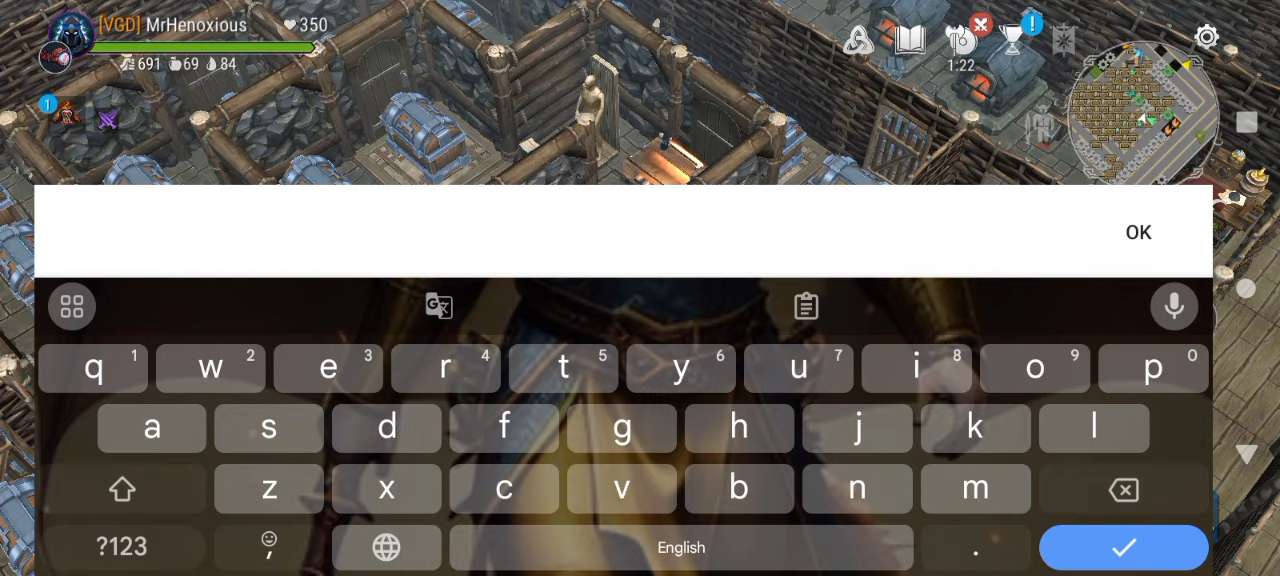 [VGD] MrHenoxious 350
691 69 84
1:22
1
OK
q 1 w 2 e 3 r 4 t 5 y 6 u 7 i 8 o 9 p 0
a s d f g h j k l
z x c v b n m
?123 , English .